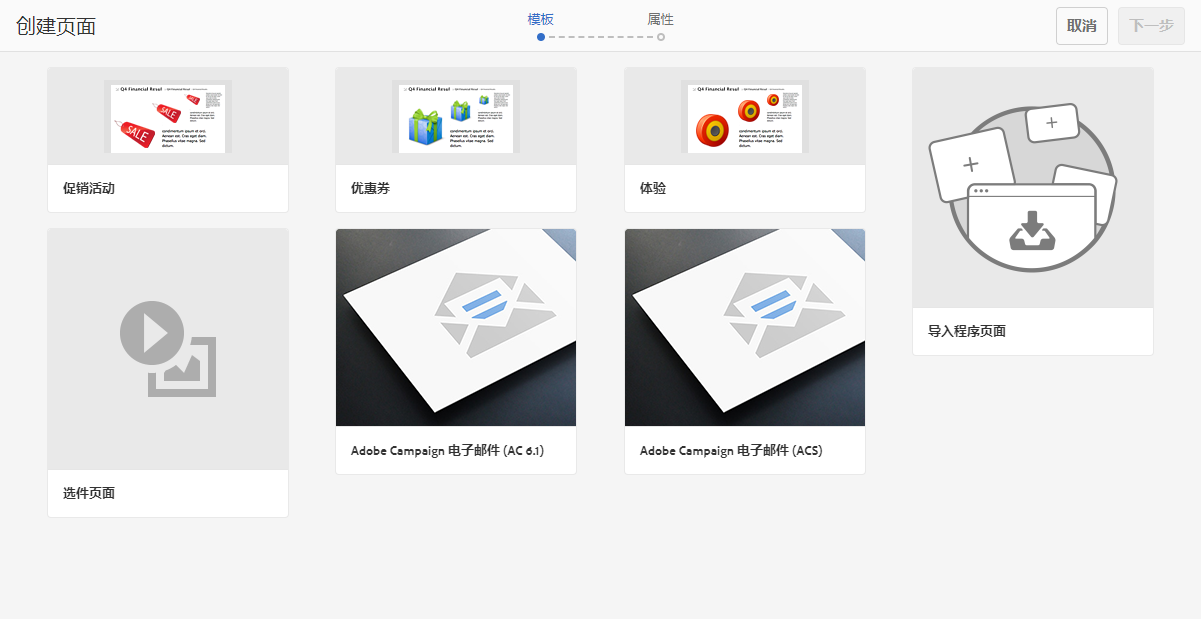 创建页面
模板
属性
取消
下一步
Q4 Financial Retail
SALE
SALE
condimentum ipsum et orci.
Aenean est. Cras eget diam.
Phasellus vitae magna. Sed
dictum.
促销活动
Q4 Financial Retail
condimentum ipsum et orci.
Aenean est. Cras eget diam.
Phasellus vitae magna. Sed
dictum.
优惠券
Q4 Financial Retail
condimentum ipsum et orci.
Aenean est. Cras eget diam.
Phasellus vitae magna. Sed
dictum.
体验
导入程序页面
选件页面
Adobe Campaign 电子邮件 (AC 6.1)
Adobe Campaign 电子邮件 (ACS)